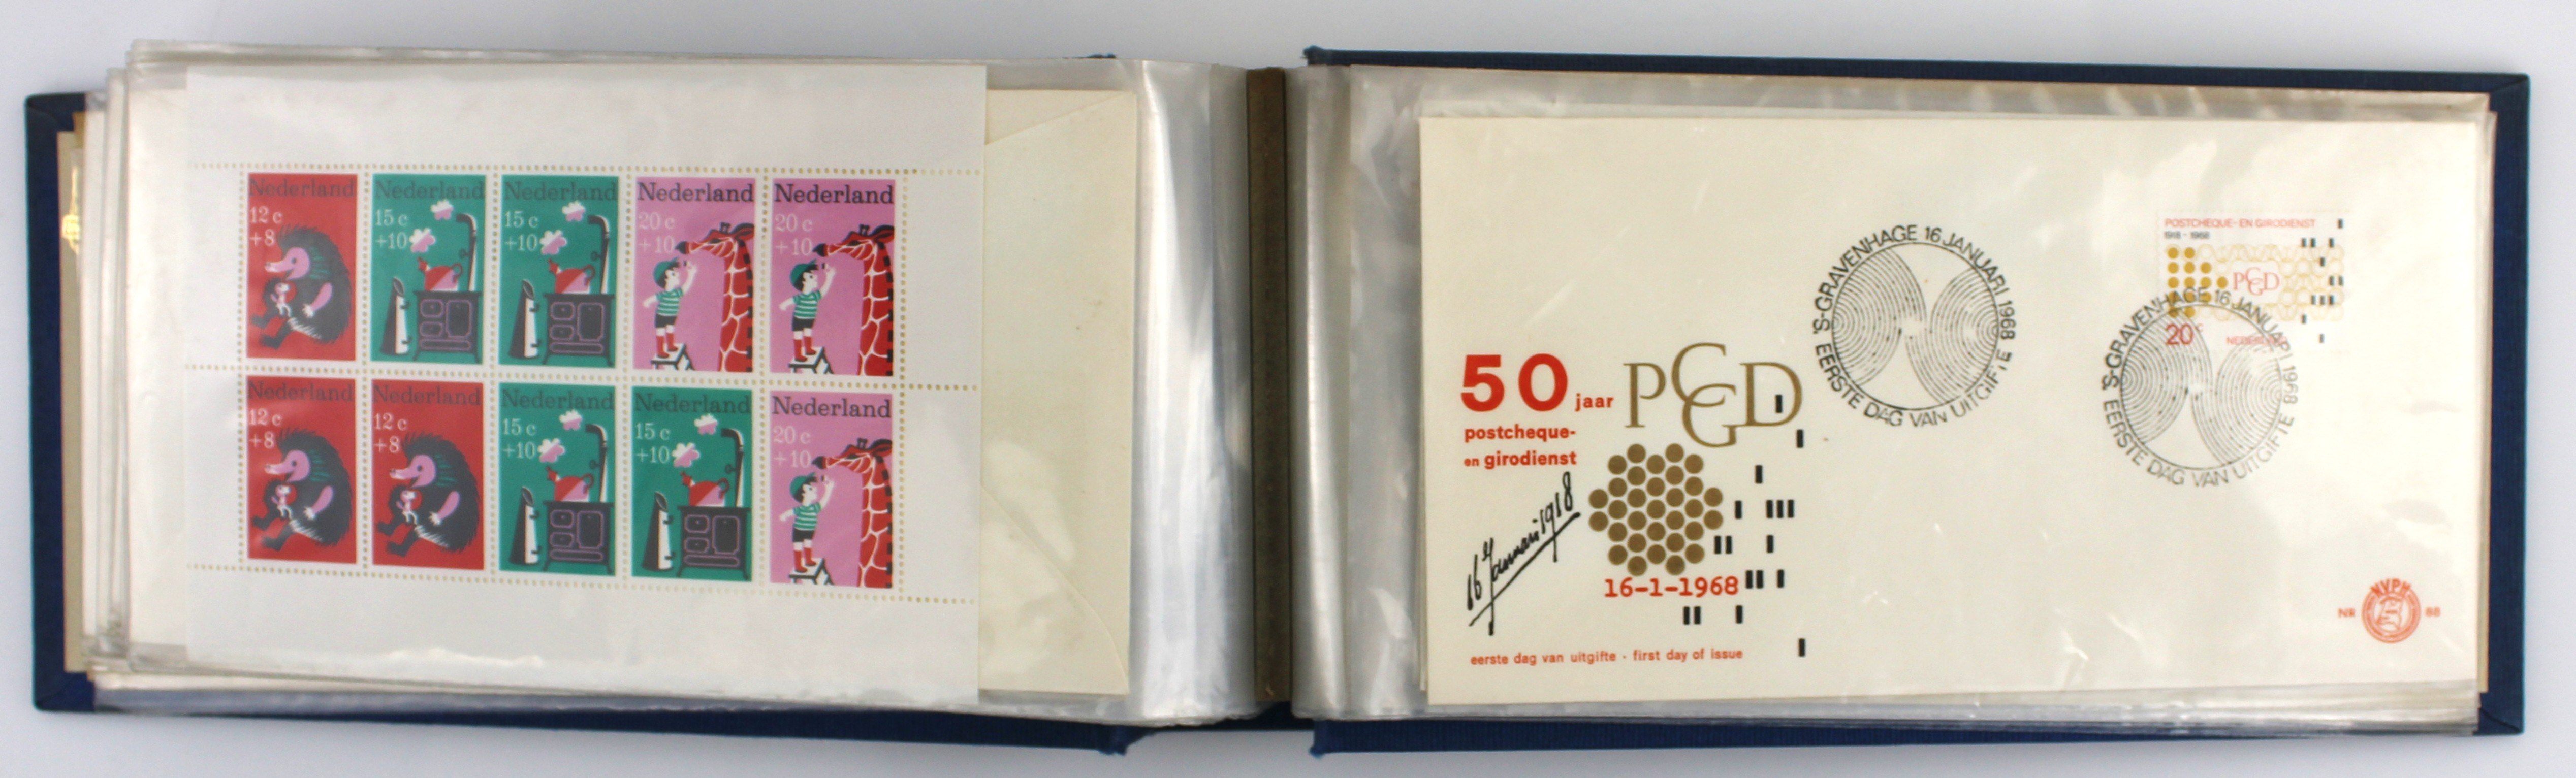 Nederland
12 c
+8
Nederland
15 c
+10
Nederland
15 c
+10
Nederland
20 c
+10
Nederland
20 c
+10
Nederland
12 c
+8
Nederland
12 c
+8
Nederland
15 c
+10
Nederland
15 c
+10
Nederland
20 c
+10
50 jaar PCGD
postcheque-
en girodienst
16 Januari 1918
16-1-1968
eerste dag van uitgifte - first day of issue
'S-GRAVENHAGE 16 JANUARI 1968
EERSTE DAG VAN UITGIFTE
POSTCHEQUE- EN GIRODIENST
1918 - 1968
PCGD
20c
NEDERLAND
'S-GRAVENHAGE 16 JANUARI 1968
EERSTE DAG VAN UITGIFTE
NVPH
NR 88